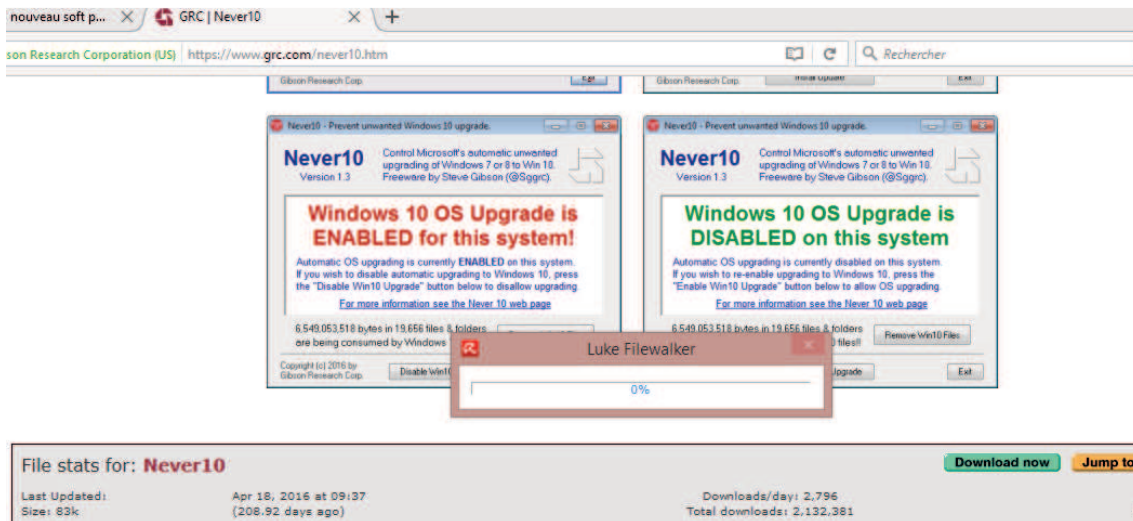 nouveau soft p...
GRC | Never10
son Research Corporation (US) https://www.grc.com/never10.htm
Rechercher
Gibson Research Corp.
Exit
Gibson Research Corp.
Install Update
Exit
Never10 - Prevent unwanted Windows 10 upgrade.
Never10
Version 1.3
Control Microsoft's automatic unwanted
upgrading of Windows 7 or 8 to Win 10.
Freeware by Steve Gibson (@Sggrc).
Windows 10 OS Upgrade is
ENABLED for this system!
Automatic OS upgrading is currently ENABLED on this system.
If you wish to disable automatic upgrading to Windows 10, press
the "Disable Win10 Upgrade" button below to disallow upgrading.
For more information see the Never 10 web page
6,549,053,518 bytes in 19,656 files & folders
are being consumed by Windows
Copyright (c) 2016 by
Gibson Research Corp.
Disable Win10
Never10 - Prevent unwanted Windows 10 upgrade.
Never10
Version 1.3
Control Microsoft's automatic unwanted
upgrading of Windows 7 or 8 to Win 10.
Freeware by Steve Gibson (@Sggrc).
Windows 10 OS Upgrade is
DISABLED on this system
Automatic OS upgrading is currently disabled on this system.
If you wish to re-enable upgrading to Windows 10, press the
"Enable Win10 Upgrade" button below to allow OS upgrading.
For more information see the Never 10 web page
6,549,053,518 bytes in 19,656 files & folders
files!!
Remove Win10 Files
Upgrade
Exit
Luke Filewalker
0%
File stats for: Never10
Download now
Jump to
Last Updated:
Size: 83k
Apr 18, 2016 at 09:37
(208.92 days ago)
Downloads/day: 2,796
Total downloads: 2,132,381